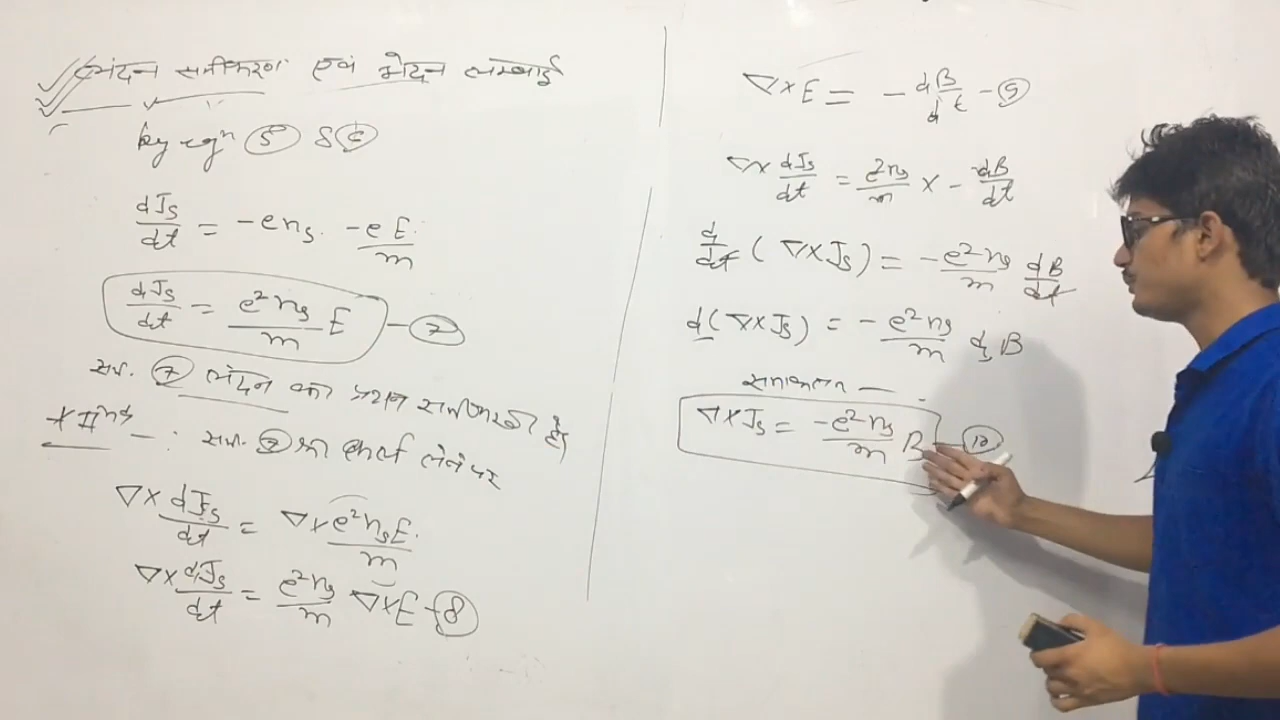 लंदन समीकरण एवं भेदन लम्बाई
by eqⁿ ⑤ & ⑥
dJₛ/dt = -enₛ. -eE/m
dJₛ/dt = e²nₛ/m E -⑦
सम. ⑦ लंदन का प्रथम समीकरण है।
* IIⁿᵈ - : सम. ⑦ का कर्ल लेने पर
∇× dJₛ/dt = ∇× e²nₛE/m
∇× dJₛ/dt = e²nₛ/m ∇×E -⑧
∇×E = - dB/dt -⑨
∇× dJₛ/dt = e²nₛ/m × - dB/dt
d/dt (∇×Jₛ) = - e²nₛ/m dB/dt
d(∇×Jₛ) = - e²nₛ/m dB
समाकलन —
∇×Jₛ = -e²nₛ/m B -⑩